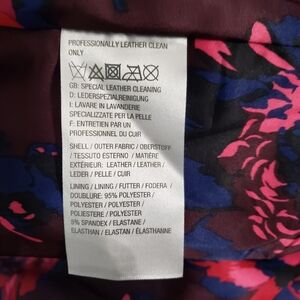 PROFESSIONALLY LEATHER CLEAN
ONLY
GB: SPECIAL LEATHER CLEANING
D: LEDERSPEZIALREINIGUNG
I: LAVARE IN LAVANDERIE
SPECIALIZZATE PER LA PELLE
F: ENTRETIEN PAR UN
PROFESSIONNEL DU CUIR
SHELL / OUTER FABRIC / OBERSTOFF
/ TESSUTO ESTERNO / MATIÈRE
EXTÉRIEUR: LEATHER / LEATHER /
LEDER / PELLE / CUIR
LINING / LINING / FUTTER / FODERA /
DOUBLURE: 95% POLYESTER /
POLYESTER / POLYESTER /
POLIESTERE / POLYESTER
5% SPANDEX / ELASTANE /
ELASTHAN / ELASTAN / ÉLASTHANNE